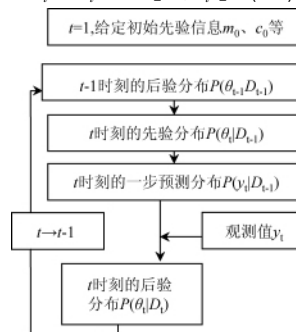 t=1,给定初始先验信息m₀、c₀等
t-1时刻的后验分布P(θt-1Dt-1)
t时刻的先验分布P(θt|Dt-1)
t时刻的一步预测分布P(yt|Dt-1)
t→t-1
观测值yt
t时刻的后验
分布P(θt|Dt)